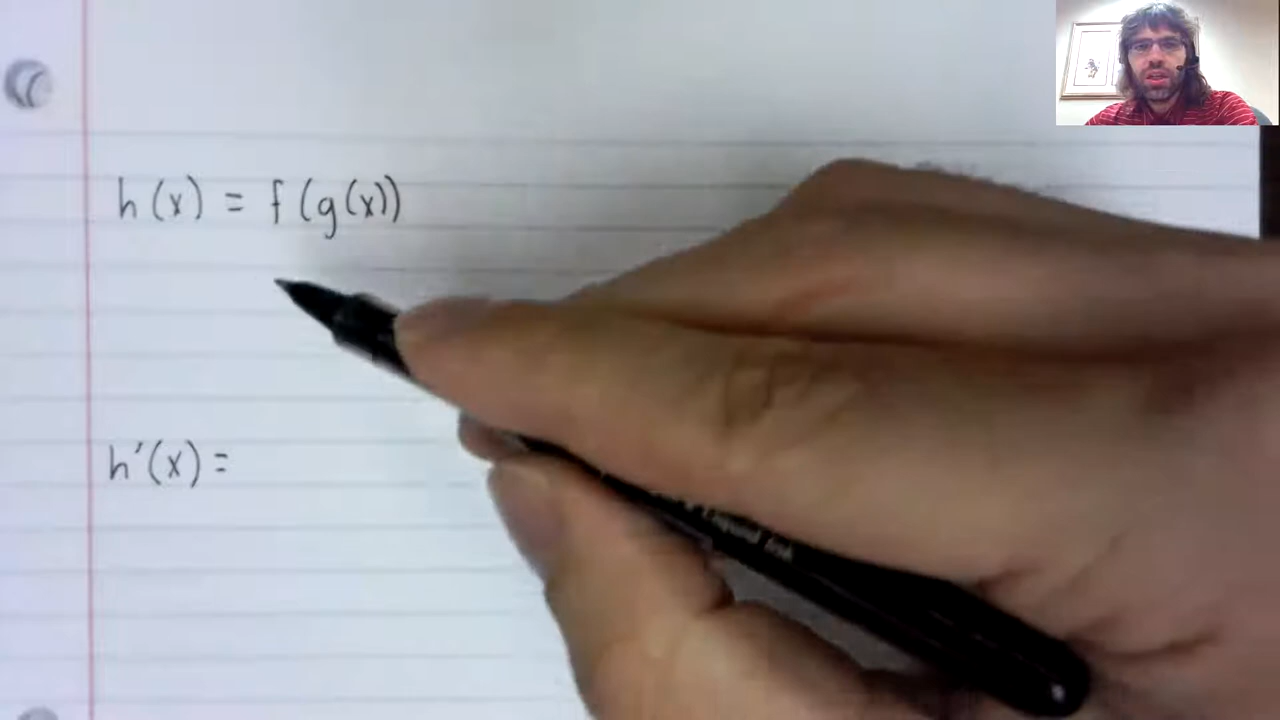 h(x) = f(g(x))
h'(x) =